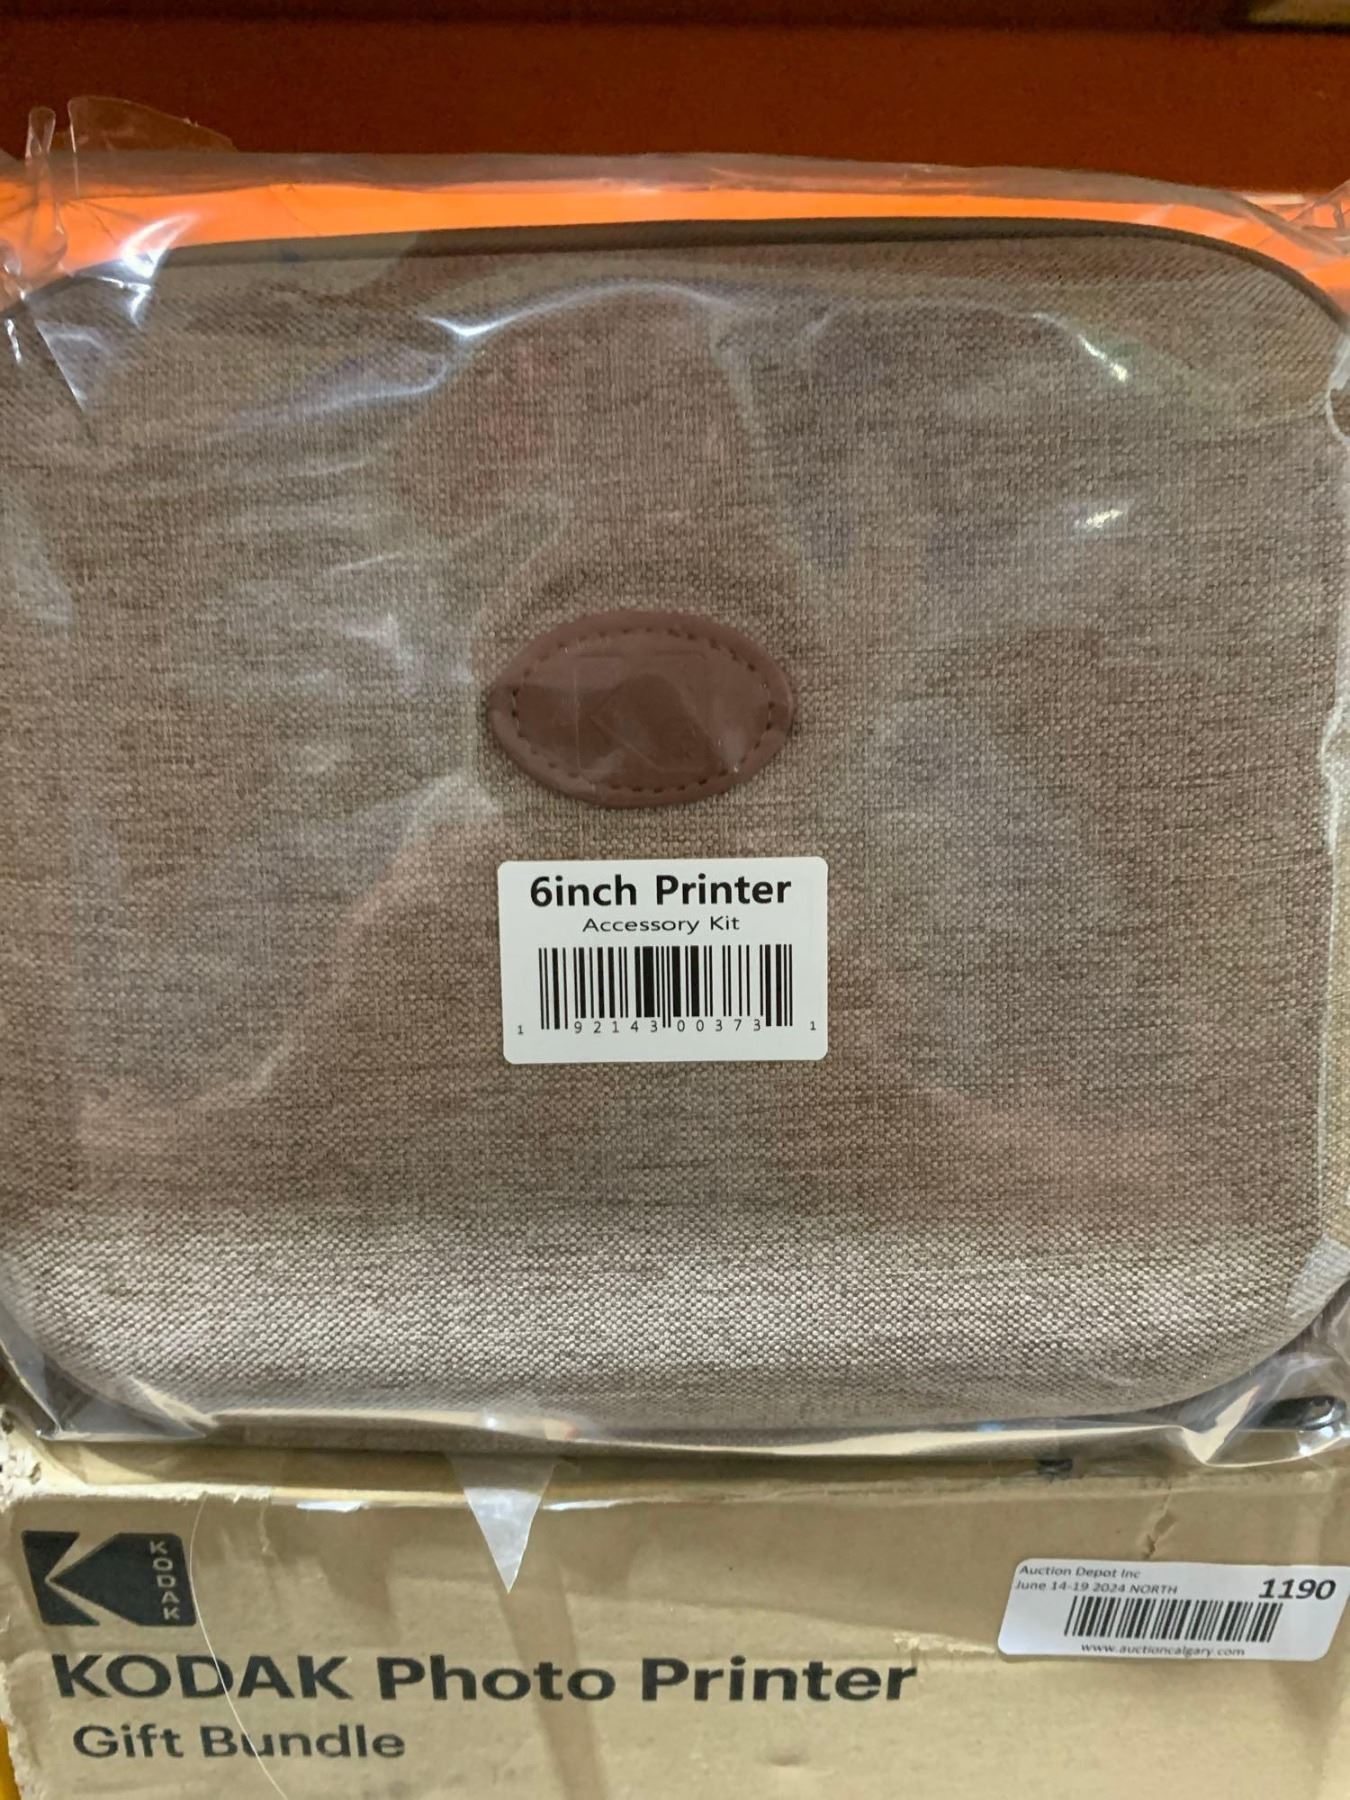 6inch Printer
Accessory Kit
1 92143 00373 1
KODAK
KODAK Photo Printer
Gift Bundle
Auction Depot Inc
June 14-19 2024 NORTH
1190
www.auctioncalgary.com